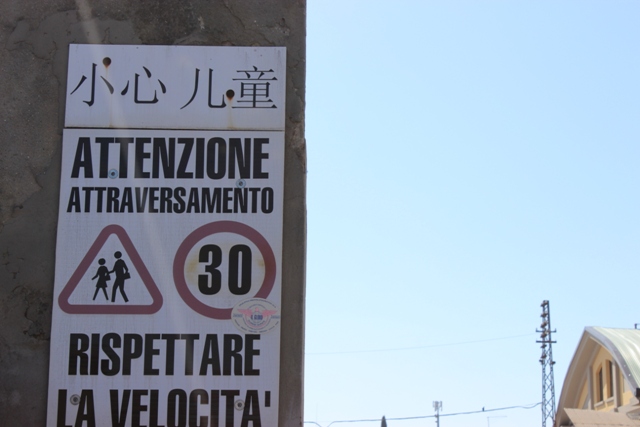 小心 儿童
ATTENZIONE
ATTRAVERSAMENTO
30
RISPETTARE
LA VELOCITA'